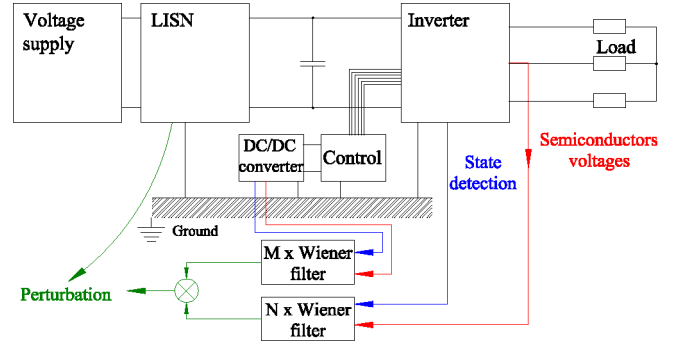 Voltage
supply
LISN
Inverter
Load
DC/DC
converter
Control
Semiconductors
voltages
State
detection
Ground
M x Wiener
filter
Perturbation
N x Wiener
filter